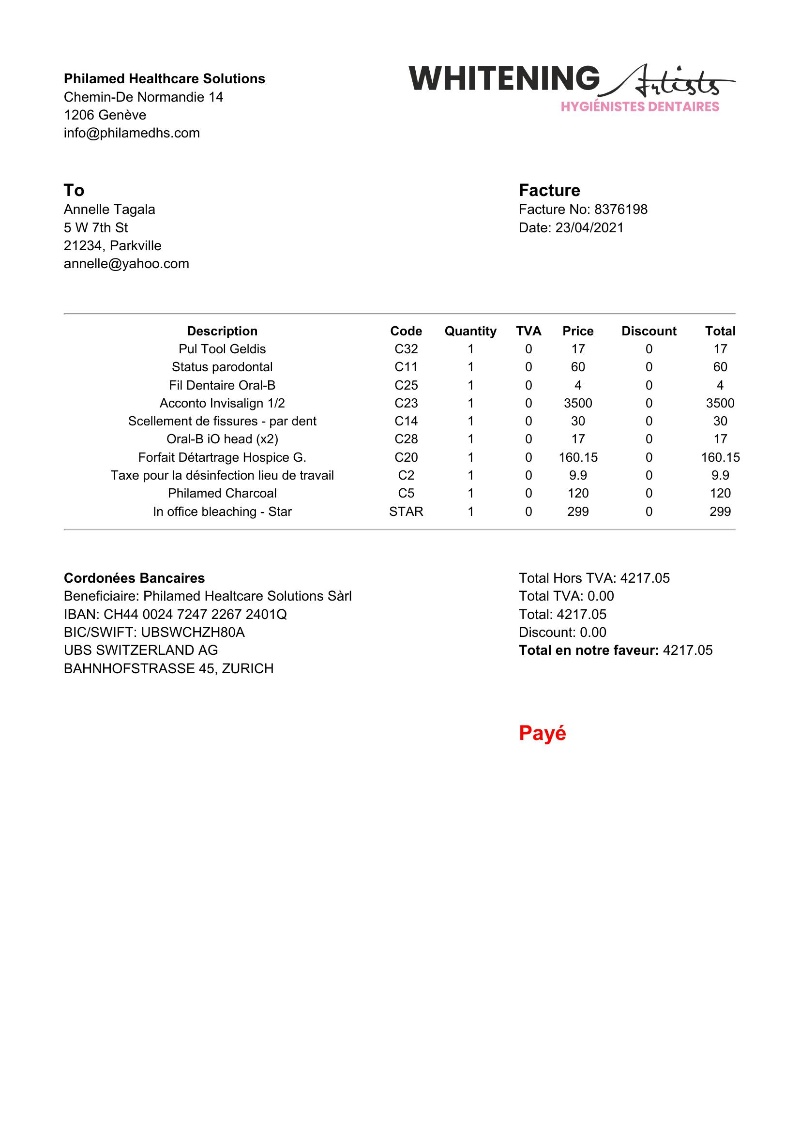 Philamed Healthcare Solutions
Chemin-De Normandie 14
1206 Genève
info@philamedhs.com
WHITENING Artists
HYGIÉNISTES DENTAIRES
To
Annelle Tagala
5 W 7th St
21234, Parkville
annelle@yahoo.com
Facture
Facture No: 8376198
Date: 23/04/2021
Description Code Quantity TVA Price Discount Total
Pul Tool Geldis C32 1 0 17 0 17
Status parodontal C11 1 0 60 0 60
Fil Dentaire Oral-B C25 1 0 4 0 4
Acconto Invisalign 1/2 C23 1 0 3500 0 3500
Scellement de fissures - par dent C14 1 0 30 0 30
Oral-B iO head (x2) C28 1 0 17 0 17
Forfait Détartrage Hospice G. C20 1 0 160.15 0 160.15
Taxe pour la désinfection lieu de travail C2 1 0 9.9 0 9.9
Philamed Charcoal C5 1 0 120 0 120
In office bleaching - Star STAR 1 0 299 0 299
Cordonées Bancaires
Beneficiaire: Philamed Healtcare Solutions Sàrl
IBAN: CH44 0024 7247 2267 2401Q
BIC/SWIFT: UBSWCHZH80A
UBS SWITZERLAND AG
BAHNHOFSTRASSE 45, ZURICH
Total Hors TVA: 4217.05
Total TVA: 0.00
Total: 4217.05
Discount: 0.00
Total en notre faveur: 4217.05
Payé